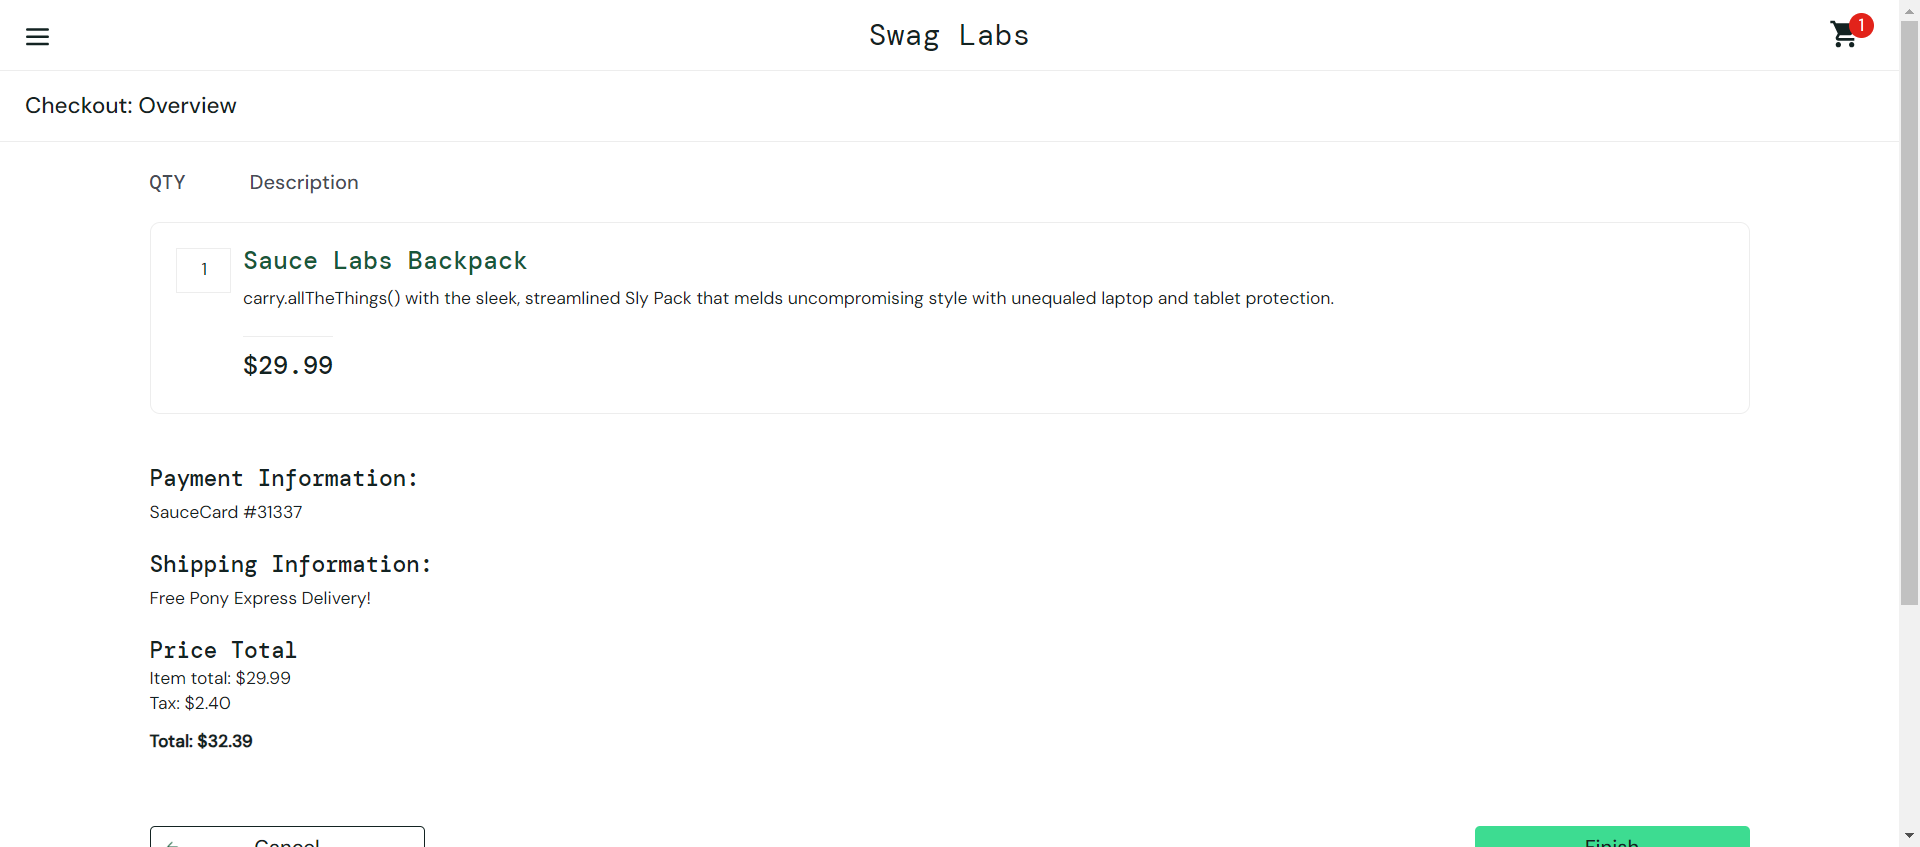 Swag Labs
1
Checkout: Overview
QTY Description
1
Sauce Labs Backpack
carry.allTheThings() with the sleek, streamlined Sly Pack that melds uncompromising style with unequaled laptop and tablet protection.
$29.99
Payment Information:
SauceCard #31337
Shipping Information:
Free Pony Express Delivery!
Price Total
Item total: $29.99
Tax: $2.40
Total: $32.39
Cancel Finish